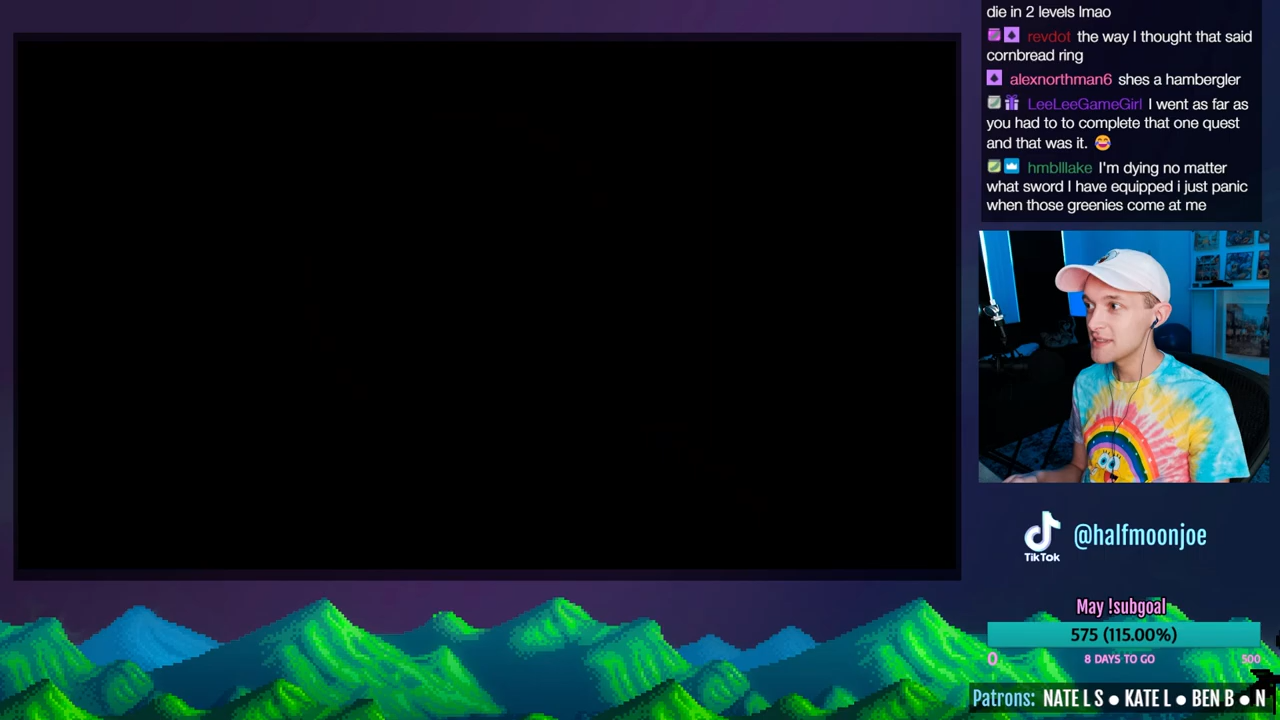 die in 2 levels lmao
revdot the way I thought that said
cornbread ring
alexnorthman6 shes a hambergler
LeeLeeGameGirl I went as far as
you had to to complete that one quest
and that was it. 😂
hmblllake I'm dying no matter
what sword I have equipped i just panic
when those greenies come at me
TikTok
@halfmoonjoe
May !subgoal
575 (115.00%)
0 8 DAYS TO GO 500
Patrons: NATE L S ● KATE L ● BEN B ● N